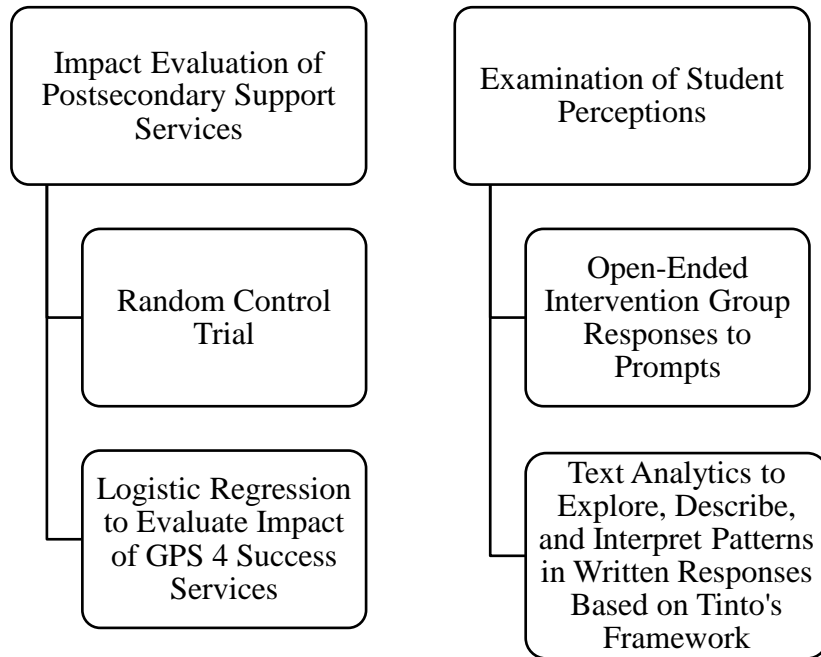 Impact Evaluation of
Postsecondary Support
Services
Random Control
Trial
Logistic Regression
to Evaluate Impact
of GPS 4 Success
Services
Examination of Student
Perceptions
Open-Ended
Intervention Group
Responses to
Prompts
Text Analytics to
Explore, Describe,
and Interpret Patterns
in Written Responses
Based on Tinto's
Framework